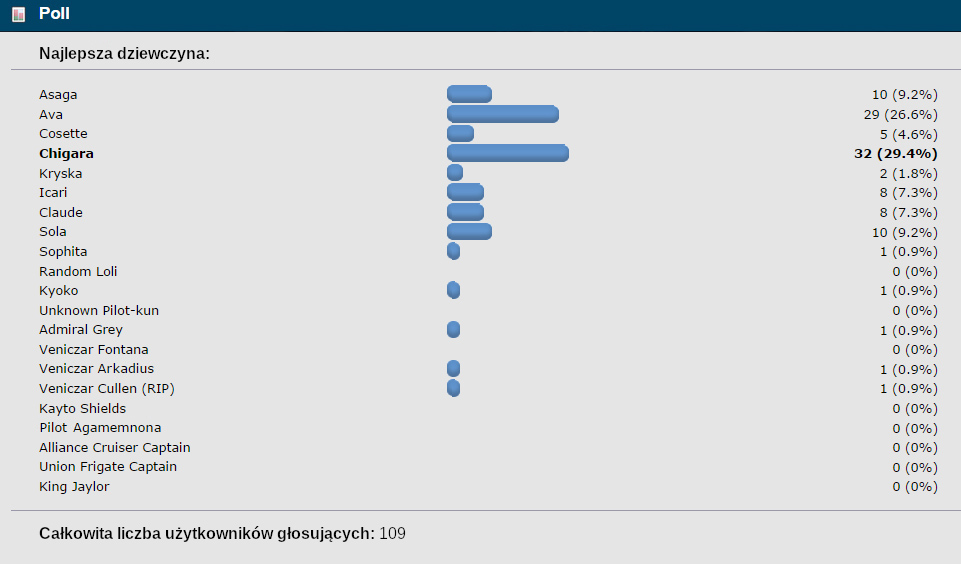 Poll
Najlepsza dziewczyna:
Asaga 10 (9.2%)
Ava 29 (26.6%)
Cosette 5 (4.6%)
Chigara 32 (29.4%)
Kryska 2 (1.8%)
Icari 8 (7.3%)
Claude 8 (7.3%)
Sola 10 (9.2%)
Sophita 1 (0.9%)
Random Loli 0 (0%)
Kyoko 1 (0.9%)
Unknown Pilot-kun 0 (0%)
Admiral Grey 1 (0.9%)
Veniczar Fontana 0 (0%)
Veniczar Arkadius 1 (0.9%)
Veniczar Cullen (RIP) 1 (0.9%)
Kayto Shields 0 (0%)
Pilot Agamemnona 0 (0%)
Alliance Cruiser Captain 0 (0%)
Union Frigate Captain 0 (0%)
King Jaylor 0 (0%)
Całkowita liczba użytkowników głosujących: 109